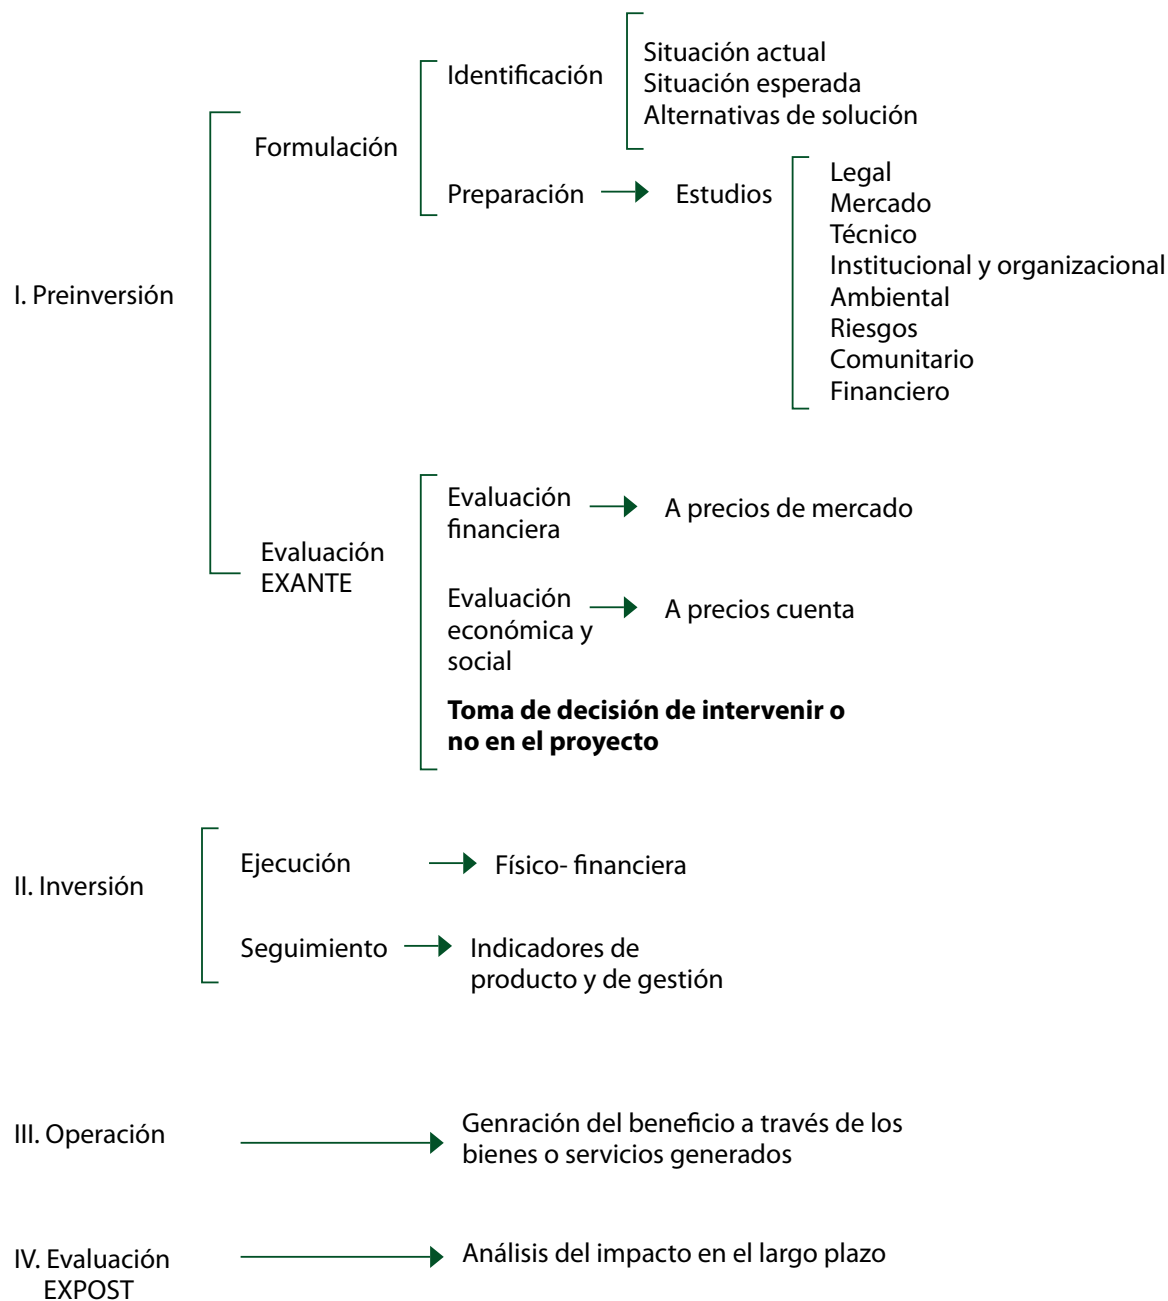 I. Preinversión
Formulación
Identificación
Situación actual
Situación esperada
Alternativas de solución
Preparación
Estudios
Legal
Mercado
Técnico
Institucional y organizacional
Ambiental
Riesgos
Comunitario
Financiero
Evaluación
EXANTE
Evaluación
financiera
A precios de mercado
Evaluación
económica y
social
A precios cuenta
Toma de decisión de intervenir o
no en el proyecto
II. Inversión
Ejecución
Físico- financiera
Seguimiento
Indicadores de
producto y de gestión
III. Operación
Genración del beneficio a través de los
bienes o servicios generados
IV. Evaluación
EXPOST
Análisis del impacto en el largo plazo